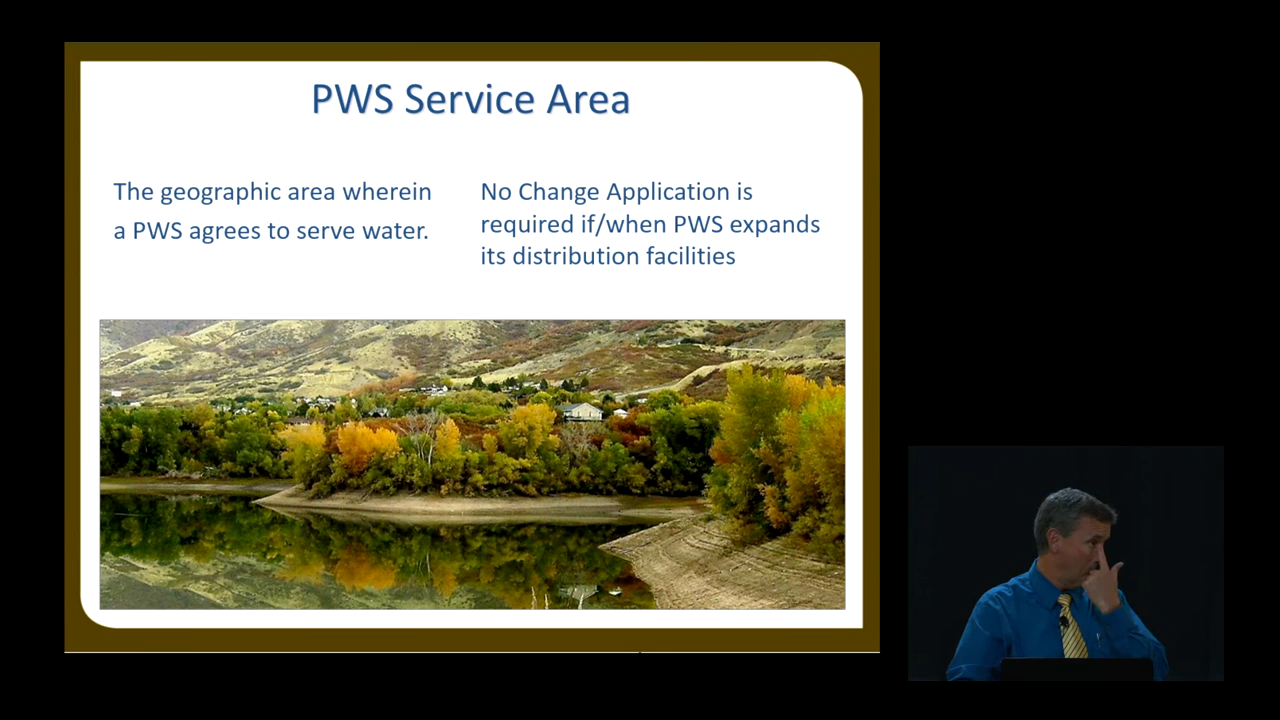 PWS Service Area
The geographic area wherein
a PWS agrees to serve water.
No Change Application is
required if/when PWS expands
its distribution facilities